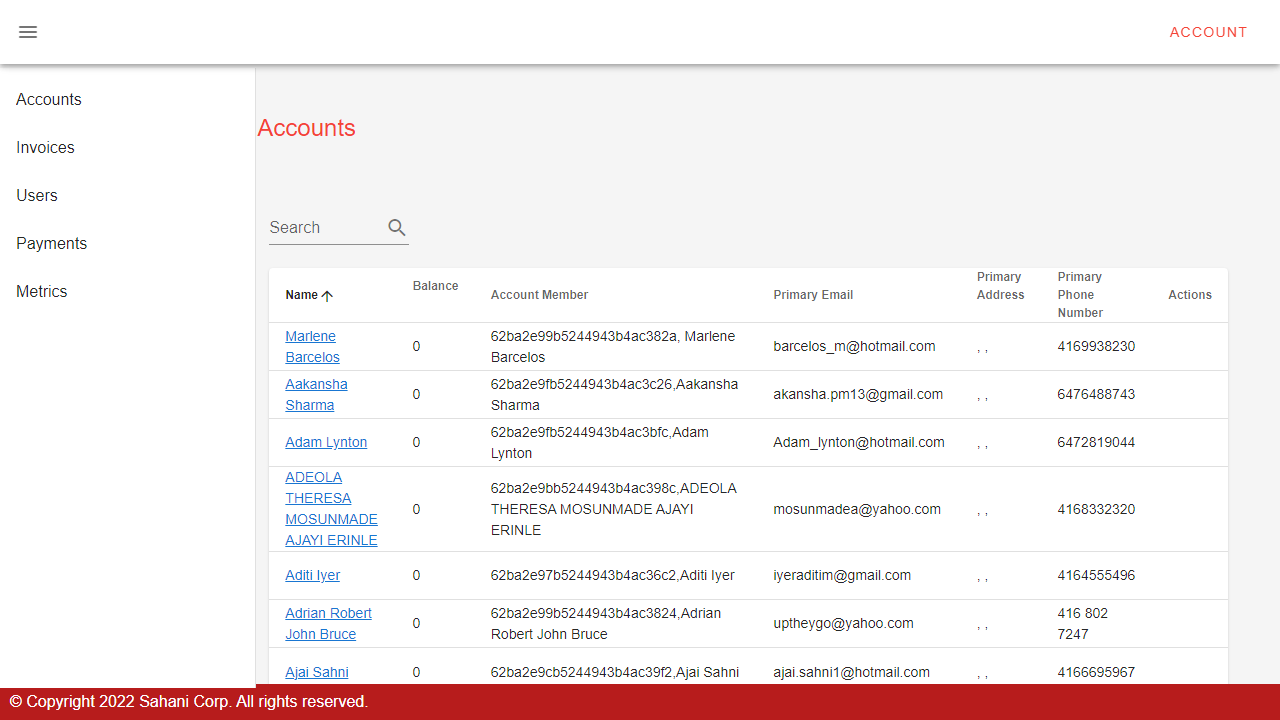 ACCOUNT
Accounts
Invoices
Users
Payments
Metrics
Accounts
Search
Name Balance Account Member Primary Email Primary Address Primary Phone Number Actions
Marlene Barcelos 0 62ba2e99b5244943b4ac382a, Marlene Barcelos barcelos_m@hotmail.com , , 4169938230
Aakansha Sharma 0 62ba2e9fb5244943b4ac3c26,Aakansha Sharma akansha.pm13@gmail.com , , 6476488743
Adam Lynton 0 62ba2e9fb5244943b4ac3bfc,Adam Lynton Adam_lynton@hotmail.com , , 6472819044
ADEOLA THERESA MOSUNMADE AJAYI ERINLE 0 62ba2e9bb5244943b4ac398c,ADEOLA THERESA MOSUNMADE AJAYI ERINLE mosunmadea@yahoo.com , , 4168332320
Aditi Iyer 0 62ba2e97b5244943b4ac36c2,Aditi Iyer iyeraditim@gmail.com , , 4164555496
Adrian Robert John Bruce 0 62ba2e99b5244943b4ac3824,Adrian Robert John Bruce uptheygo@yahoo.com , , 416 802 7247
Ajai Sahni 0 62ba2e9cb5244943b4ac39f2,Ajai Sahni ajai.sahni1@hotmail.com , , 4166695967
© Copyright 2022 Sahani Corp. All rights reserved.